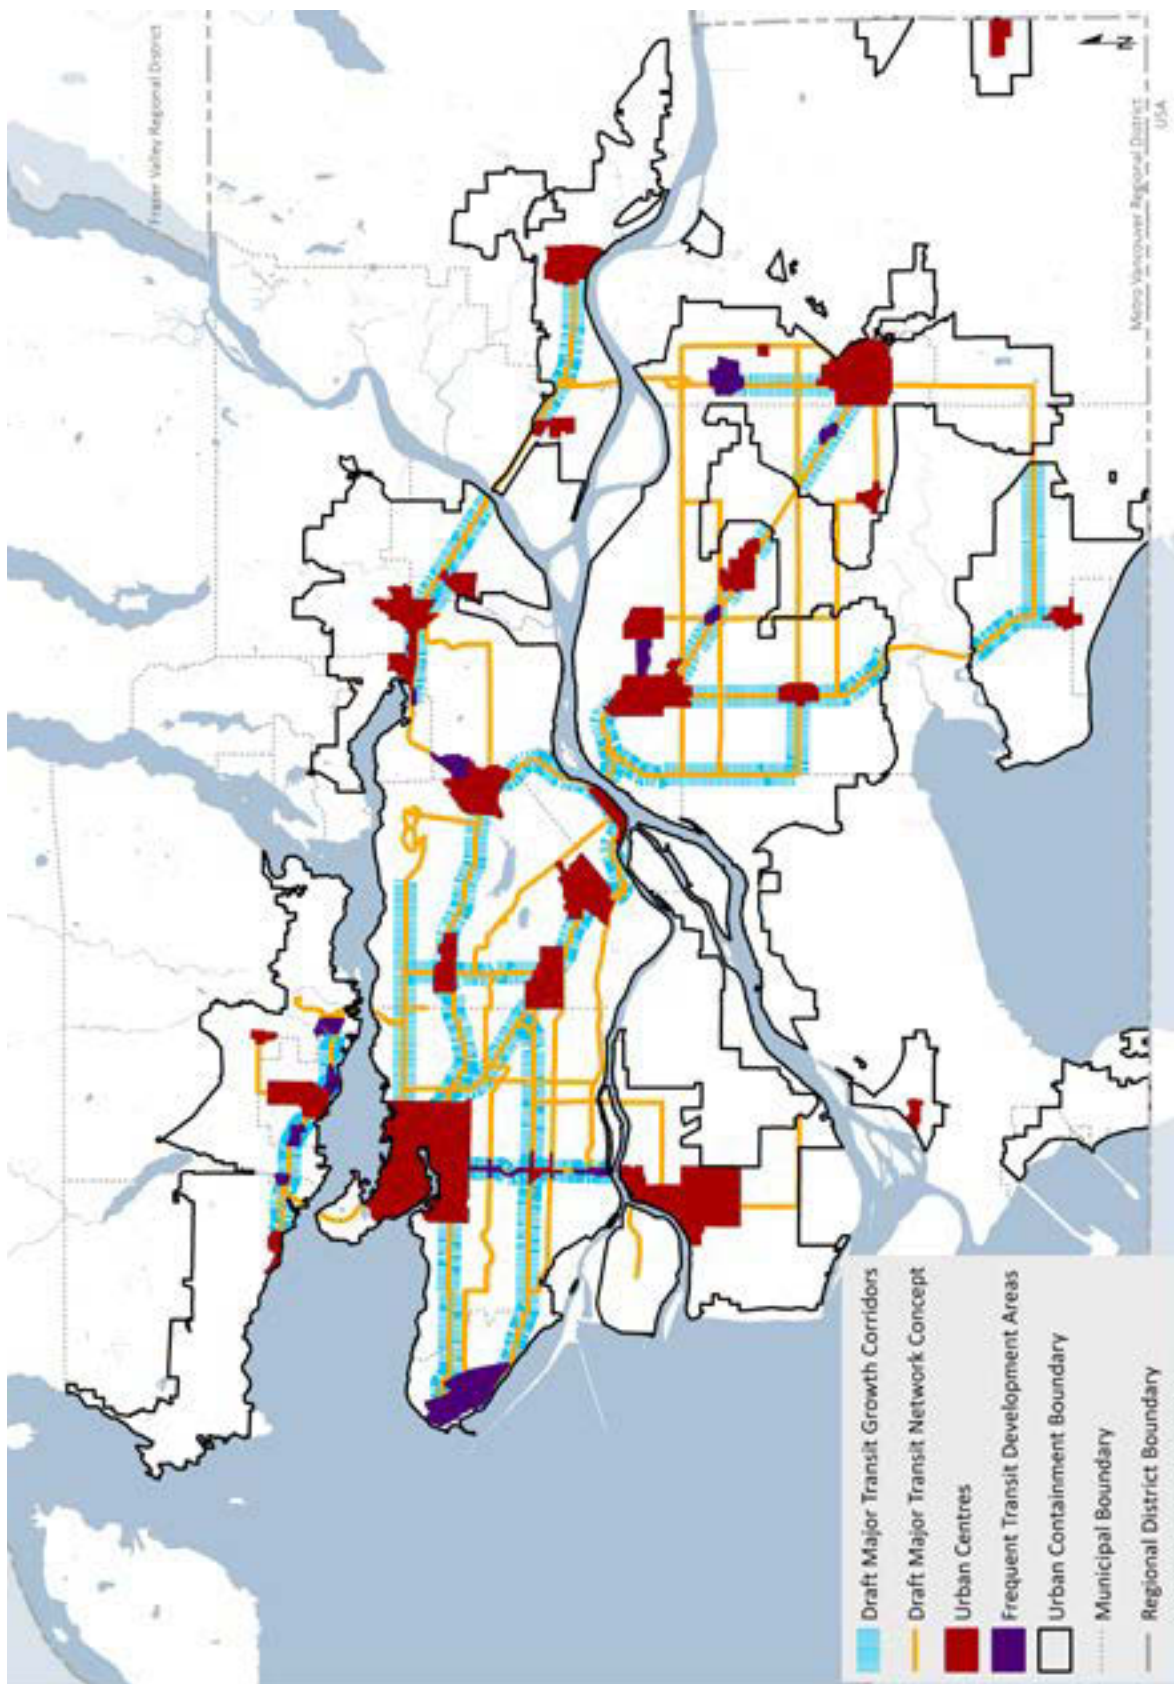 Fraser Valley Regional District
N
Metro Vancouver Regional District
USA
Draft Major Transit Growth Corridors
Draft Major Transit Network Concept
Urban Centres
Frequent Transit Development Areas
Urban Containment Boundary
Municipal Boundary
Regional District Boundary